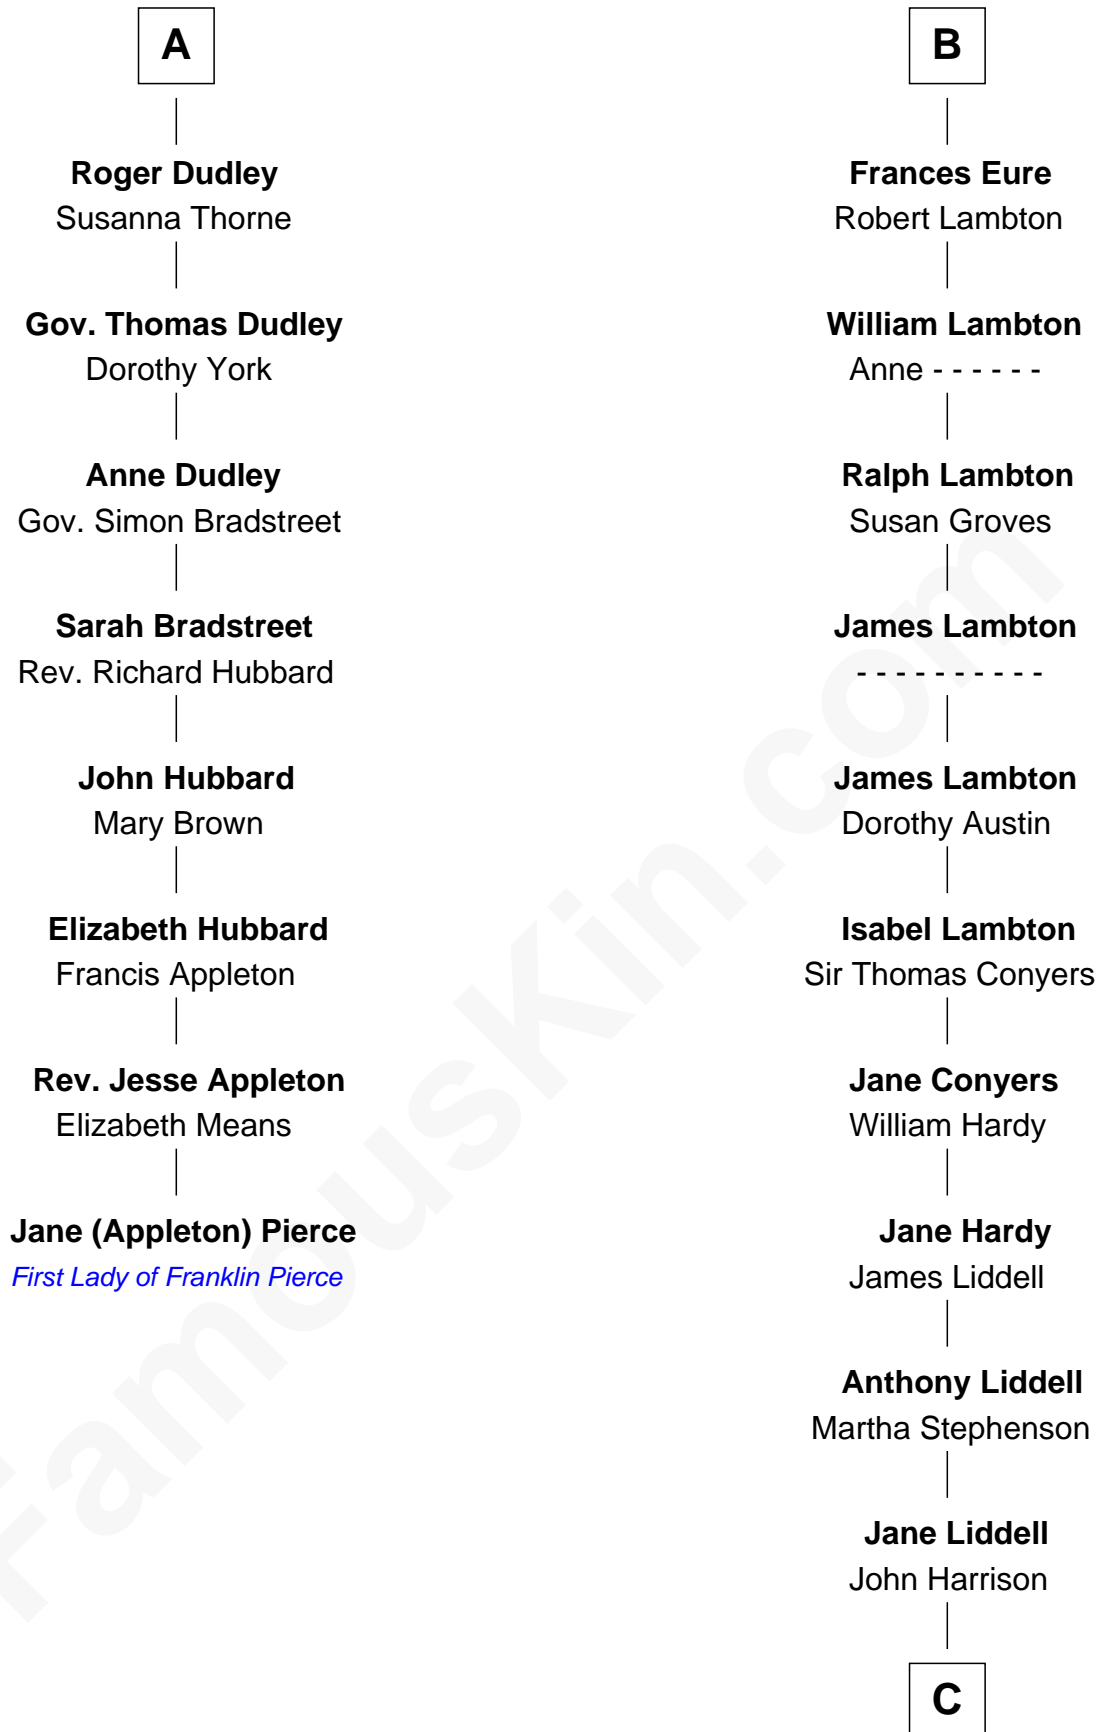 A
Roger Dudley
Susanna Thorne
Gov. Thomas Dudley
Dorothy York
Anne Dudley
Gov. Simon Bradstreet
Sarah Bradstreet
Rev. Richard Hubbard
John Hubbard
Mary Brown
Elizabeth Hubbard
Francis Appleton
Rev. Jesse Appleton
Elizabeth Means
Jane (Appleton) Pierce
First Lady of Franklin Pierce
B
Frances Eure
Robert Lambton
William Lambton
Anne - - - - - -
Ralph Lambton
Susan Groves
James Lambton
- - - - - - - - - -
James Lambton
Dorothy Austin
Isabel Lambton
Sir Thomas Conyers
Jane Conyers
William Hardy
Jane Hardy
James Liddell
Anthony Liddell
Martha Stephenson
Jane Liddell
John Harrison
C
FamousKin.com